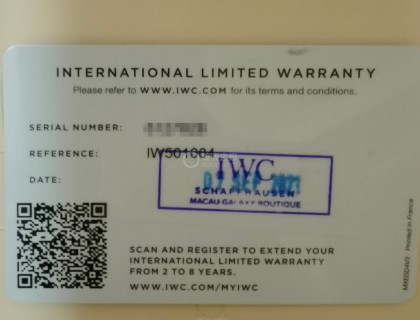 INTERNATIONAL LIMITED WARRANTY
Please refer to WWW.IWC.COM for its terms and conditions.
SERIAL NUMBER:
REFERENCE: IW501004
IWC
DATE: SEP 2021
SCHAFFHAUSEN
MACAU GALAXY BOUTIQUE
SCAN AND REGISTER TO EXTEND YOUR
INTERNATIONAL LIMITED WARRANTY
FROM 2 TO 8 YEARS.
WWW.IWC.COM/MYIWC
Printed in France